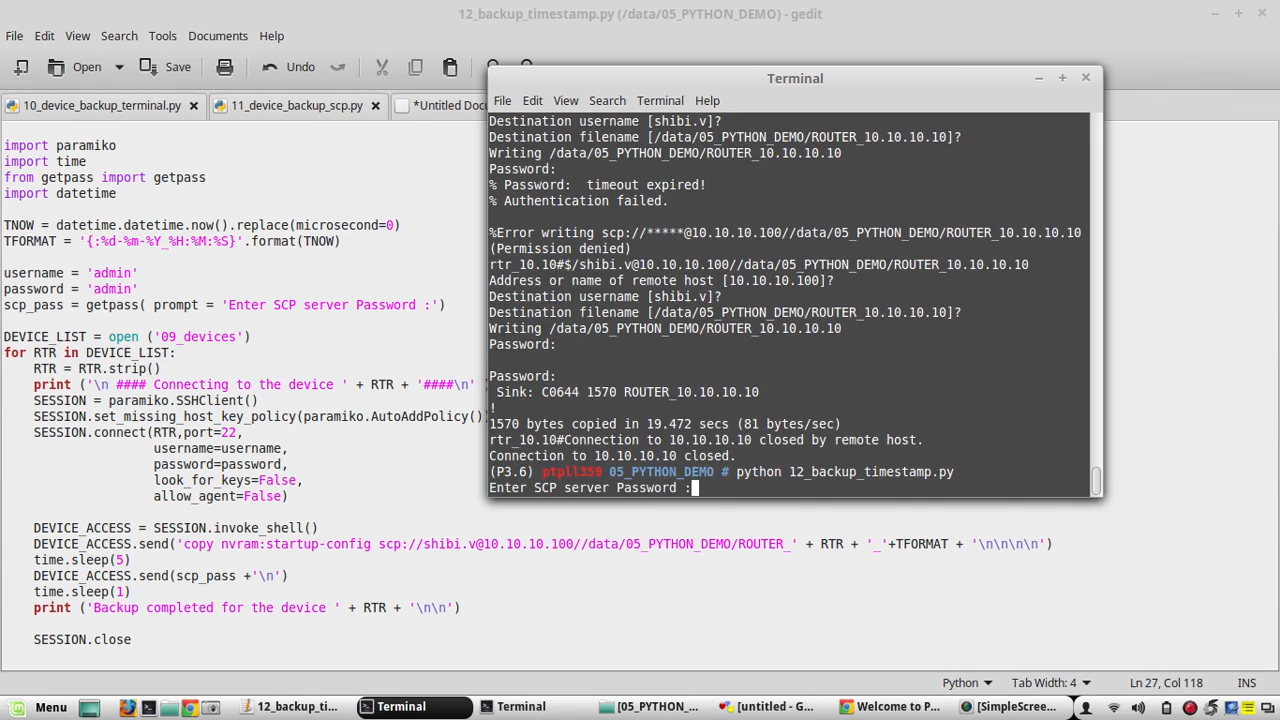 12_backup_timestamp.py (/data/05_PYTHON_DEMO) - gedit
File Edit View Search Tools Documents Help
Open Save Undo
10_device_backup_terminal.py 11_device_backup_scp.py *Untitled Doc
import paramiko
import time
from getpass import getpass
import datetime
TNOW = datetime.datetime.now().replace(microsecond=0)
TFORMAT = '{:%d-%m-%Y_%H:%M:%S}'.format(TNOW)
username = 'admin'
password = 'admin'
scp_pass = getpass( prompt = 'Enter SCP server Password :')
DEVICE_LIST = open ('09_devices')
for RTR in DEVICE_LIST:
RTR = RTR.strip()
print ('\n #### Connecting to the device ' + RTR + '####\n' )
SESSION = paramiko.SSHClient()
SESSION.set_missing_host_key_policy(paramiko.AutoAddPolicy())
SESSION.connect(RTR,port=22,
username=username,
password=password,
look_for_keys=False,
allow_agent=False)
DEVICE_ACCESS = SESSION.invoke_shell()
DEVICE_ACCESS.send('copy nvram:startup-config scp://shibi.v@10.10.10.100//data/05_PYTHON_DEMO/ROUTER_' + RTR + '_'+TFORMAT + '\n\n\n\n')
time.sleep(5)
DEVICE_ACCESS.send(scp_pass +'\n')
time.sleep(1)
print ('Backup completed for the device ' + RTR + '\n\n')
SESSION.close
Terminal
File Edit View Search Terminal Help
Destination username [shibi.v]?
Destination filename [/data/05_PYTHON_DEMO/ROUTER_10.10.10.10]?
Writing /data/05_PYTHON_DEMO/ROUTER_10.10.10.10
Password:
% Password:  timeout expired!
% Authentication failed.
%Error writing scp://*****@10.10.10.100//data/05_PYTHON_DEMO/ROUTER_10.10.10.10
(Permission denied)
rtr_10.10#$/shibi.v@10.10.10.100//data/05_PYTHON_DEMO/ROUTER_10.10.10.10
Address or name of remote host [10.10.10.100]?
Destination username [shibi.v]?
Destination filename [/data/05_PYTHON_DEMO/ROUTER_10.10.10.10]?
Writing /data/05_PYTHON_DEMO/ROUTER_10.10.10.10
Password:
Password:
Sink: C0644 1570 ROUTER_10.10.10.10
!
1570 bytes copied in 19.472 secs (81 bytes/sec)
rtr_10.10#Connection to 10.10.10.10 closed by remote host.
Connection to 10.10.10.10 closed.
(P3.6) ptpll359 05_PYTHON_DEMO # python 12_backup_timestamp.py
Enter SCP server Password :
Python Tab Width: 4 Ln 27, Col 118 INS
Menu 12_backup_ti... Terminal Terminal [05_PYTHON_... [untitled - Gn... Welcome to P... [SimpleScreen...